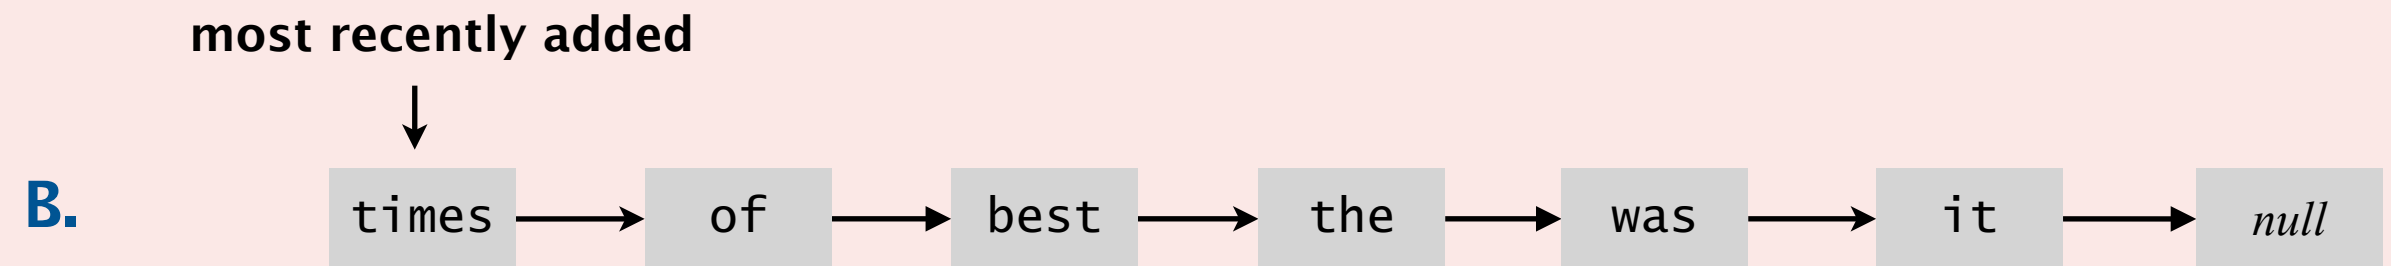 most recently added
B. times of best the was it null